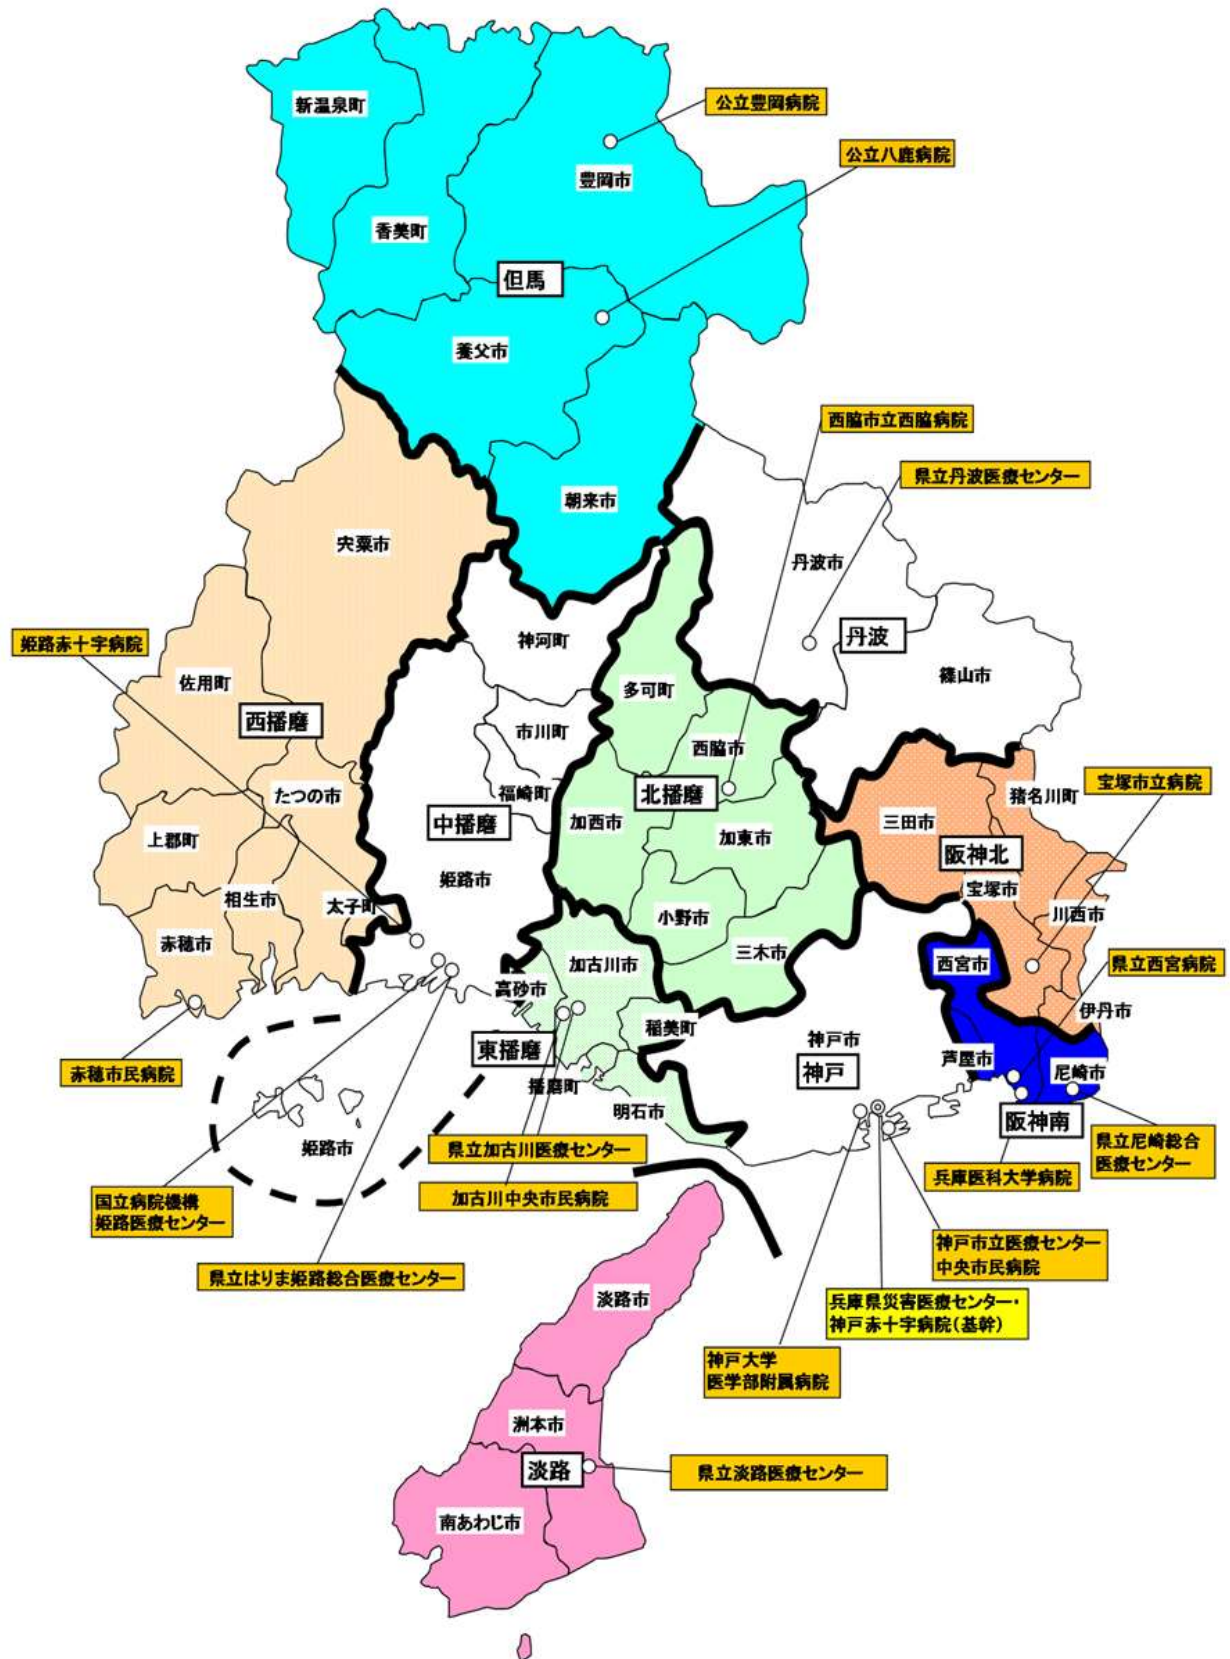 公立豊岡病院
新温泉町
公立八鹿病院
豊岡市
香美町
但馬
養父市
西脇市立西脇病院
県立丹波医療センター
朝来市
宍粟市
丹波市
姫路赤十字病院
神河町
丹波
篠山市
佐用町
多可町
西播磨
市川町
西脇市
宝塚市立病院
たつの市
福崎町
北播磨
猪名川町
中播磨
加西市
三田市
上郡町
加東市
阪神北
姫路市
宝塚市
相生市
太子町
小野市
川西市
赤穂市
三木市
加古川市
西宮市
県立西宮病院
高砂市
伊丹市
稲美町
神戸市
東播磨
芦屋市
赤穂市民病院
神戸
尼崎市
播磨町
明石市
阪神南
姫路市
県立加古川医療センター
県立尼崎総合
医療センター
兵庫医科大学病院
加古川中央市民病院
国立病院機構
姫路医療センター
神戸市立医療センター
中央市民病院
県立はりま姫路総合医療センター
淡路市
兵庫県災害医療センター・
神戸赤十字病院(基幹)
神戸大学
医学部附属病院
洲本市
淡路
県立淡路医療センター
南あわじ市